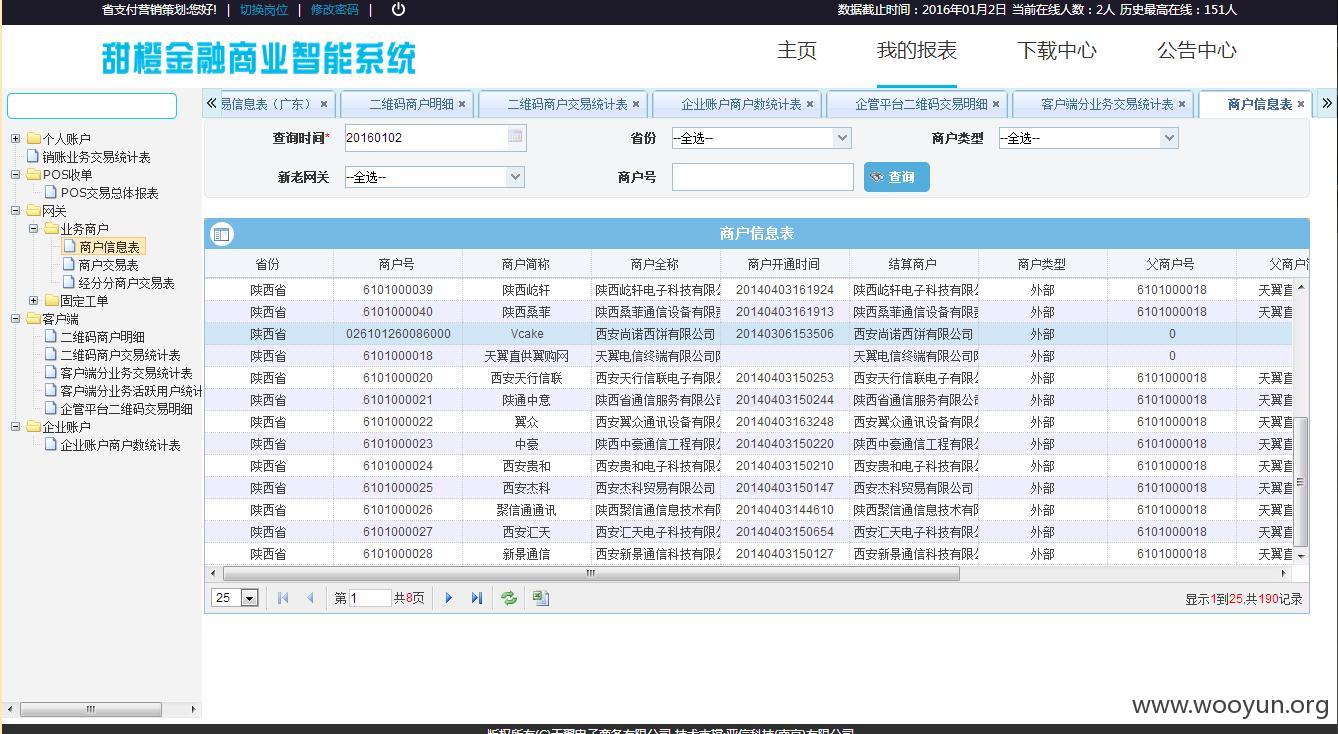 省支付营销策划:您好! | 切换岗位 | 修改密码 | 数据截止时间：2016年01月2日 当前在线人数：2人 历史最高在线：151人
甜橙金融商业智能系统 主页 我的报表 下载中心 公告中心
易信息表（广东） × 二维码商户明细 × 二维码商户交易统计表 × 企业账户商户数统计表 × 企管平台二维码交易明细 × 客户端分业务交易统计表 × 商户信息表 ×
查询时间* 20160102 省份 --全选-- 商户类型 --全选--
新老网关 --全选-- 商户号 查询
个人账户
销账业务交易统计表
POS收单
POS交易总体报表
网关
业务商户
商户信息表
商户交易表
经分分商户交易表
固定工单
客户端
二维码商户明细
二维码商户交易统计表
客户端分业务交易统计表
客户端分业务活跃用户统计
企管平台二维码交易明细
企业账户
企业账户商户数统计表
商户信息表
省份 商户号 商户简称 商户全称 商户开通时间 结算商户 商户类型 父商户号 父商户
陕西省 6101000039 陕西屹轩 陕西屹轩电子科技有限 20140403161924 陕西屹轩电子科技有限 外部 6101000018 天翼直
陕西省 6101000040 陕西桑菲 陕西桑菲通信设备有限 20140403161913 陕西桑菲通信设备有限 外部 6101000018 天翼直
陕西省 026101260086000 Vcake 西安尚诺西饼有限公司 20140306153506 西安尚诺西饼有限公司 外部 0
陕西省 6101000018 天翼直供翼购网 天翼电信终端有限公司 天翼电信终端有限公司 外部 0
陕西省 6101000020 西安天行信联 西安天行信联电子有限 20140403150253 西安天行信联电子有限 外部 6101000018 天翼直
陕西省 6101000021 陕通中意 陕西省通信服务有限公司 20140403150244 陕西省通信服务有限公司 外部 6101000018 天翼直
陕西省 6101000022 翼众 西安翼众通讯设备有限 20140403163248 西安翼众通讯设备有限 外部 6101000018 天翼直
陕西省 6101000023 中豪 陕西中豪通信工程有限 20140403150220 陕西中豪通信工程有限 外部 6101000018 天翼直
陕西省 6101000024 西安贵和 西安贵和电子科技有限 20140403150210 西安贵和电子科技有限 外部 6101000018 天翼直
陕西省 6101000025 西安杰科 西安杰科贸易有限公司 20140403150147 西安杰科贸易有限公司 外部 6101000018 天翼直
陕西省 6101000026 聚信通通讯 陕西聚信通信息技术有 20140403144610 陕西聚信通信息技术有 外部 6101000018 天翼直
陕西省 6101000027 西安汇天 西安汇天电子科技有限 20140403150654 西安汇天电子科技有限 外部 6101000018 天翼直
陕西省 6101000028 新景通信 西安新景通信科技有限 20140403150127 西安新景通信科技有限 外部 6101000018 天翼直
25 第 1 共8页 显示1到25,共190记录
www.wooyun.org
版权所有(C)天翼电子商务有限公司 技术支撑:亚信科技(南京)有限公司